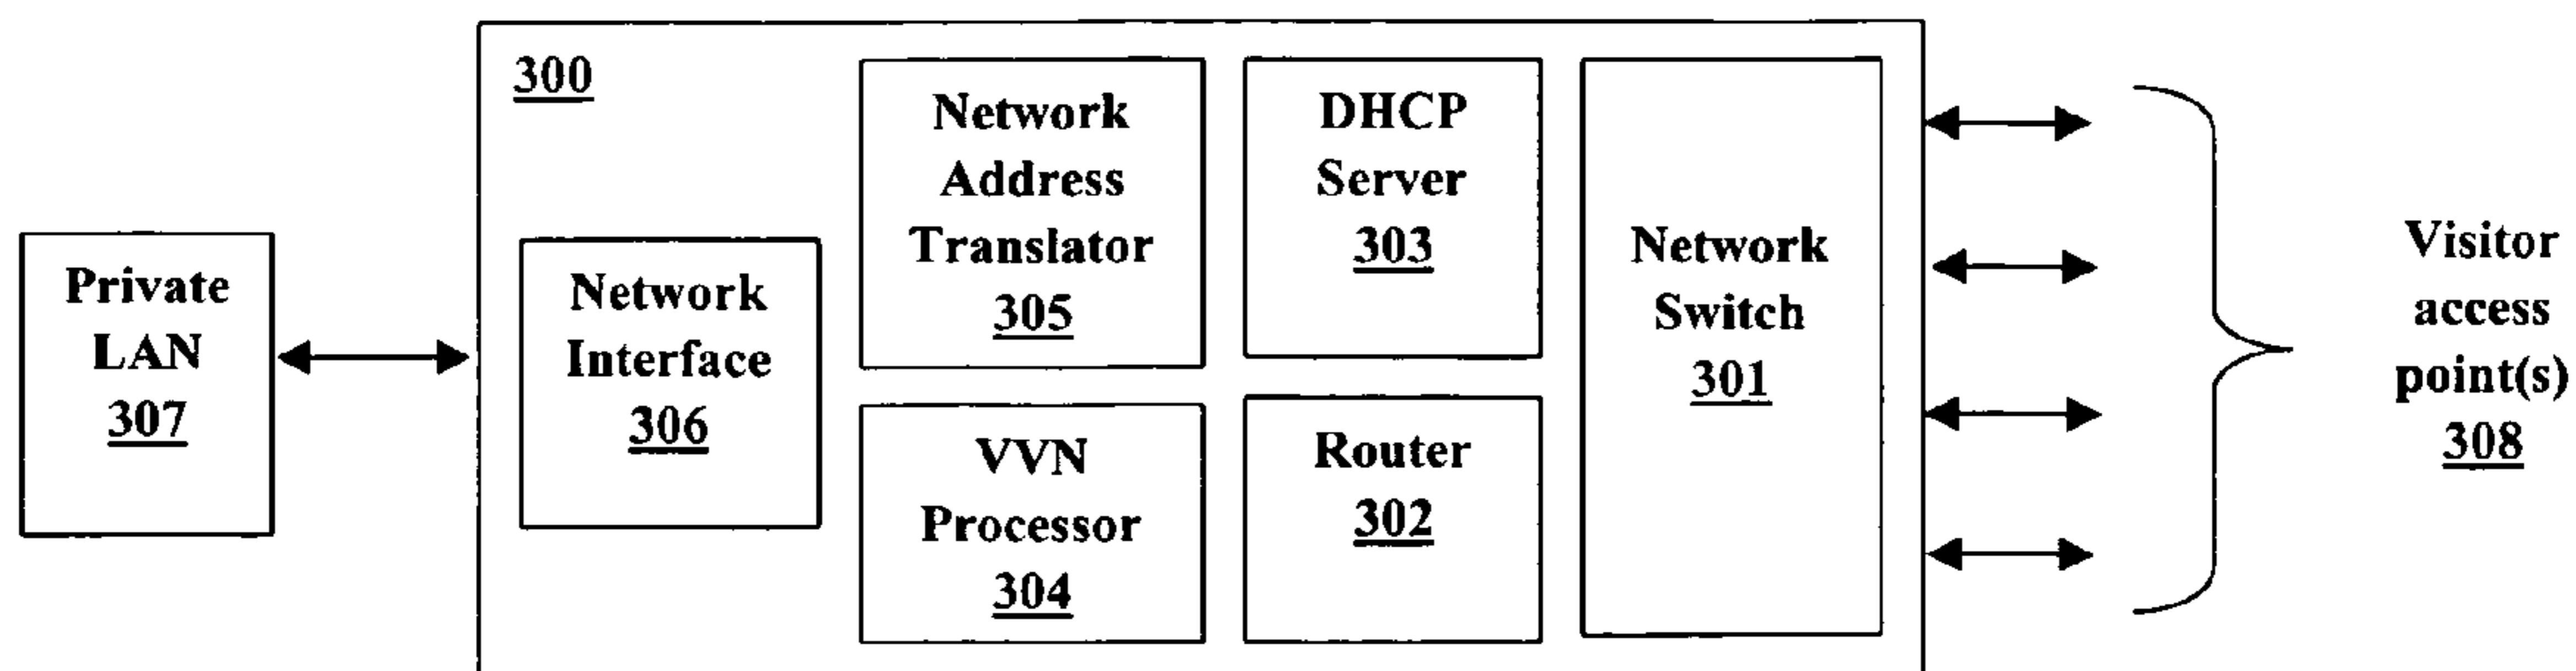 300
Private
LAN
307
Network
Interface
306
Network
Address
Translator
305
VVN
Processor
304
DHCP
Server
303
Router
302
Network
Switch
301
Visitor
access
point(s)
308